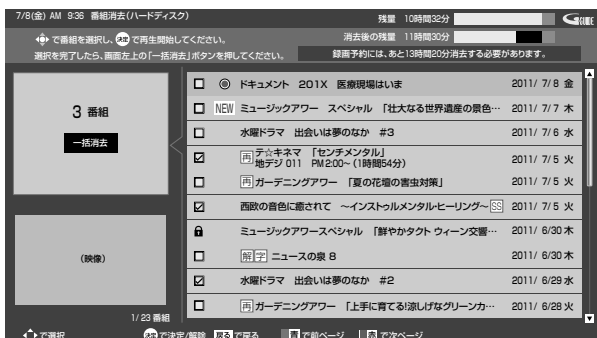 7/8(金) AM 9:36 番組消去(ハードディスク)
残量 10時間32分
G-GUIDE
で番組を選択し、決定で再生開始してください。
消去後の残量 11時間30分
選択を完了したら、画面左上の「一括消去」ボタンを押してください。
録画予約には、あと13時間20分消去する必要があります。
3 番組
一括消去
ドキュメント 201X 医療現場はいま 2011/ 7/ 8 金
NEW ミュージックアワー スペシャル 「壮大なる世界遺産の景色… 2011/ 7/ 7 木
水曜ドラマ 出会いは夢のなか #3 2011/ 7/ 6 水
再 テ☆キネマ 「センチメンタル」
地デジ 011 PM 2:00~(1時間54分) 2011/ 7/ 5 火
再 ガーデニングアワー 「夏の花壇の害虫対策」 2011/ 7/ 5 火
西欧の音色に癒されて ~インストゥルメンタル・ヒーリング~ SS 2011/ 7/ 5 火
ミュージックアワースペシャル 「鮮やかタクト ウィーン交響… 2011/ 6/30 木
解 字 ニュースの泉 8 2011/ 6/30 木
水曜ドラマ 出会いは夢のなか #2 2011/ 6/29 水
再 ガーデニングアワー 「上手に育てる!涼しげなグリーンカ… 2011/ 6/28 火
(映像)
1/ 23 番組
で選択 決定で決定/解除 戻るで戻る 青で前ページ 赤で次ページ